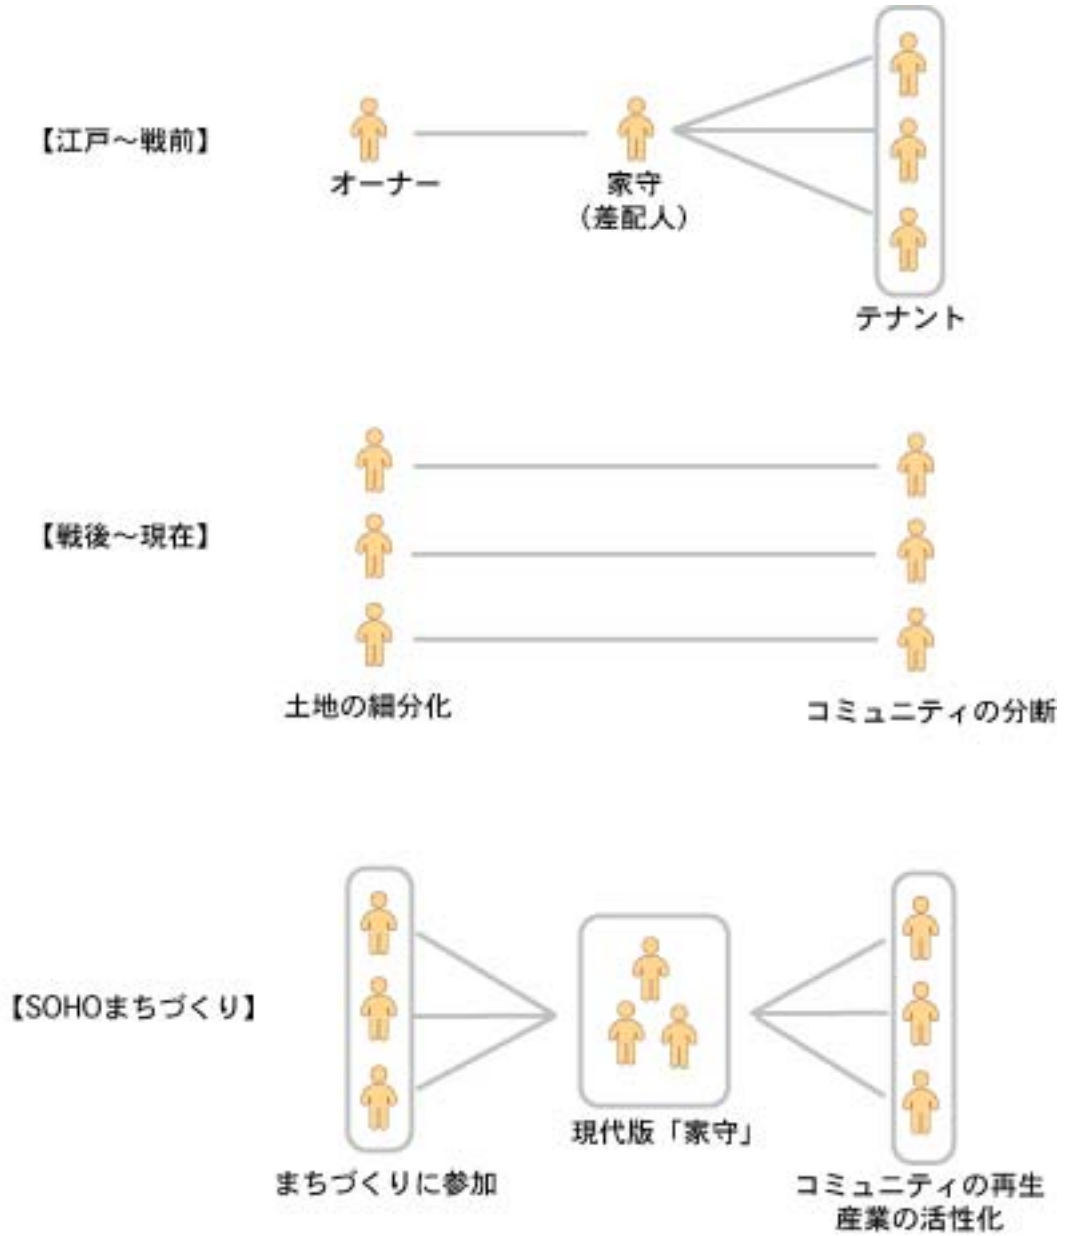 【江戸～戦前】
オーナー
家守
（差配人）
テナント
【戦後～現在】
土地の細分化
コミュニティの分断
【SOHOまちづくり】
まちづくりに参加
現代版「家守」
コミュニティの再生
産業の活性化